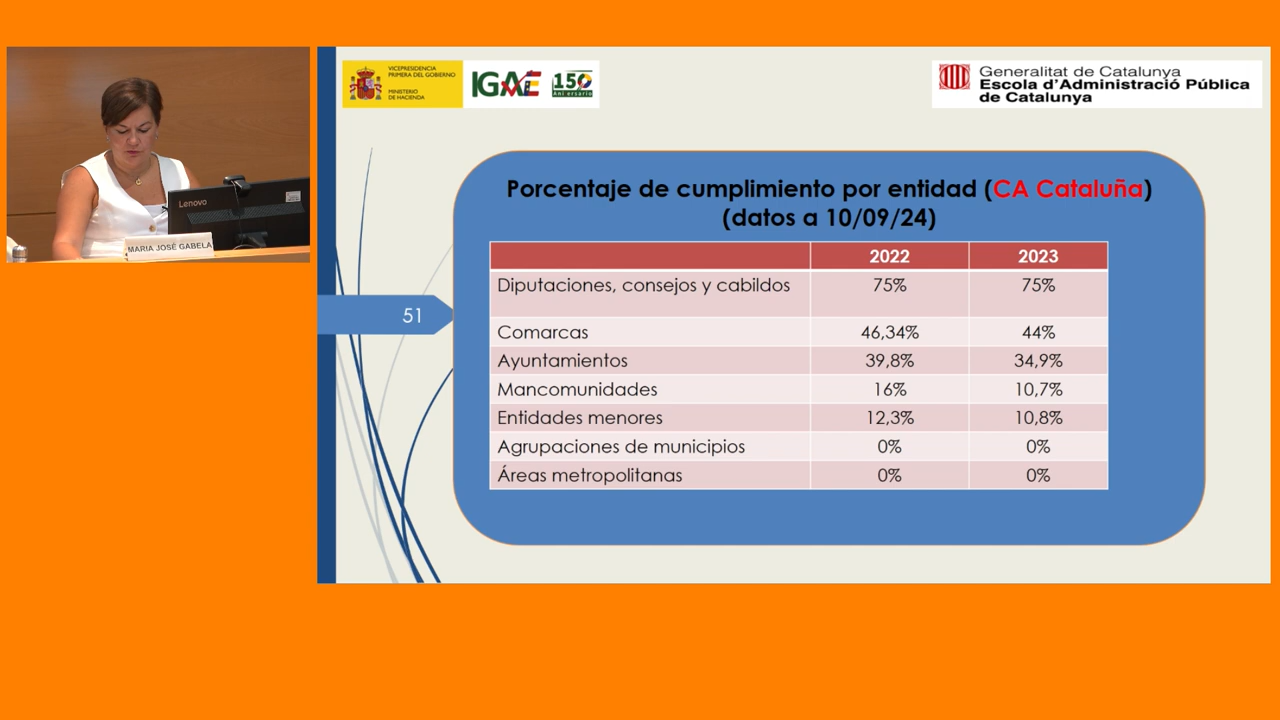 VICEPRESIDENCIA
PRIMERA DEL GOBIERNO
MINISTERIO
DE HACIENDA
IGAE
150
Aniversario
Generalitat de Catalunya
Escola d'Administració Pública
de Catalunya
Lenovo
MARIA JOSÉ GABELA
51
Porcentaje de cumplimiento por entidad (CA Cataluña)
(datos a 10/09/24)
2022 2023
Diputaciones, consejos y cabildos 75% 75%
Comarcas 46,34% 44%
Ayuntamientos 39,8% 34,9%
Mancomunidades 16% 10,7%
Entidades menores 12,3% 10,8%
Agrupaciones de municipios 0% 0%
Áreas metropolitanas 0% 0%